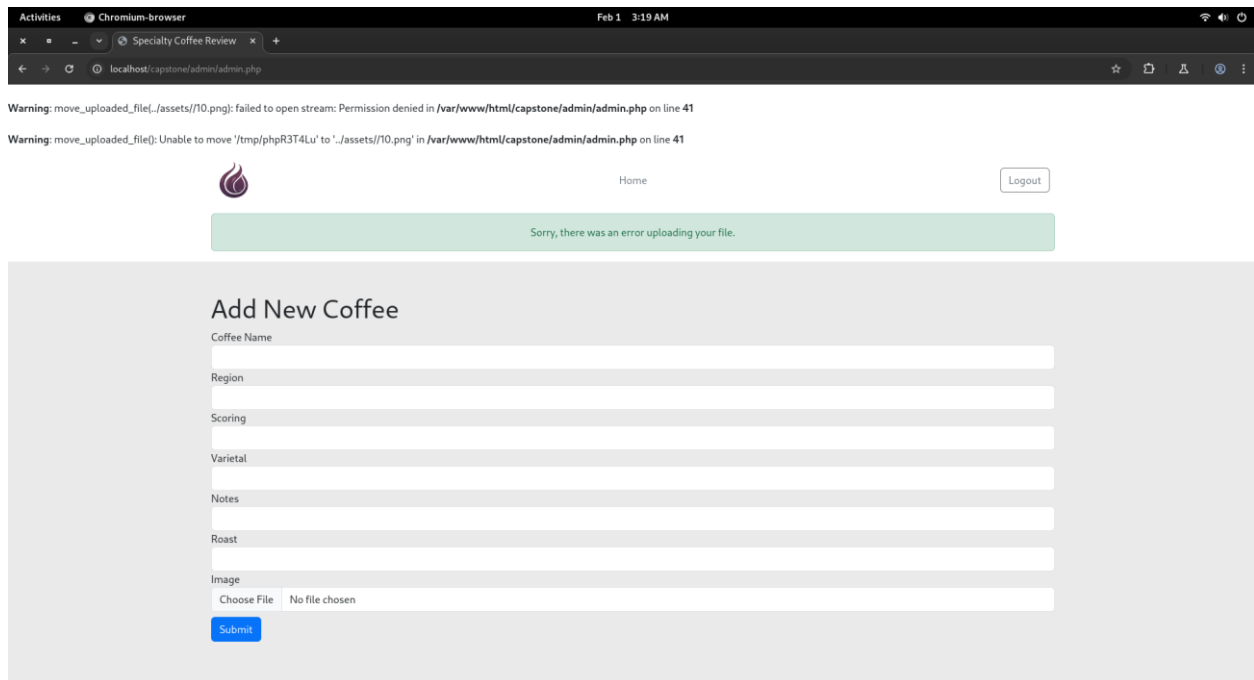 Activities Chromium-browser Feb 1 3:19 AM
Specialty Coffee Review
localhost/capstone/admin/admin.php
Warning: move_uploaded_file(../assets//10.png): failed to open stream: Permission denied in /var/www/html/capstone/admin/admin.php on line 41
Warning: move_uploaded_file(): Unable to move '/tmp/phpR3T4Lu' to '../assets//10.png' in /var/www/html/capstone/admin/admin.php on line 41
Home Logout
Sorry, there was an error uploading your file.
Add New Coffee
Coffee Name
Region
Scoring
Varietal
Notes
Roast
Image
Choose File No file chosen
Submit